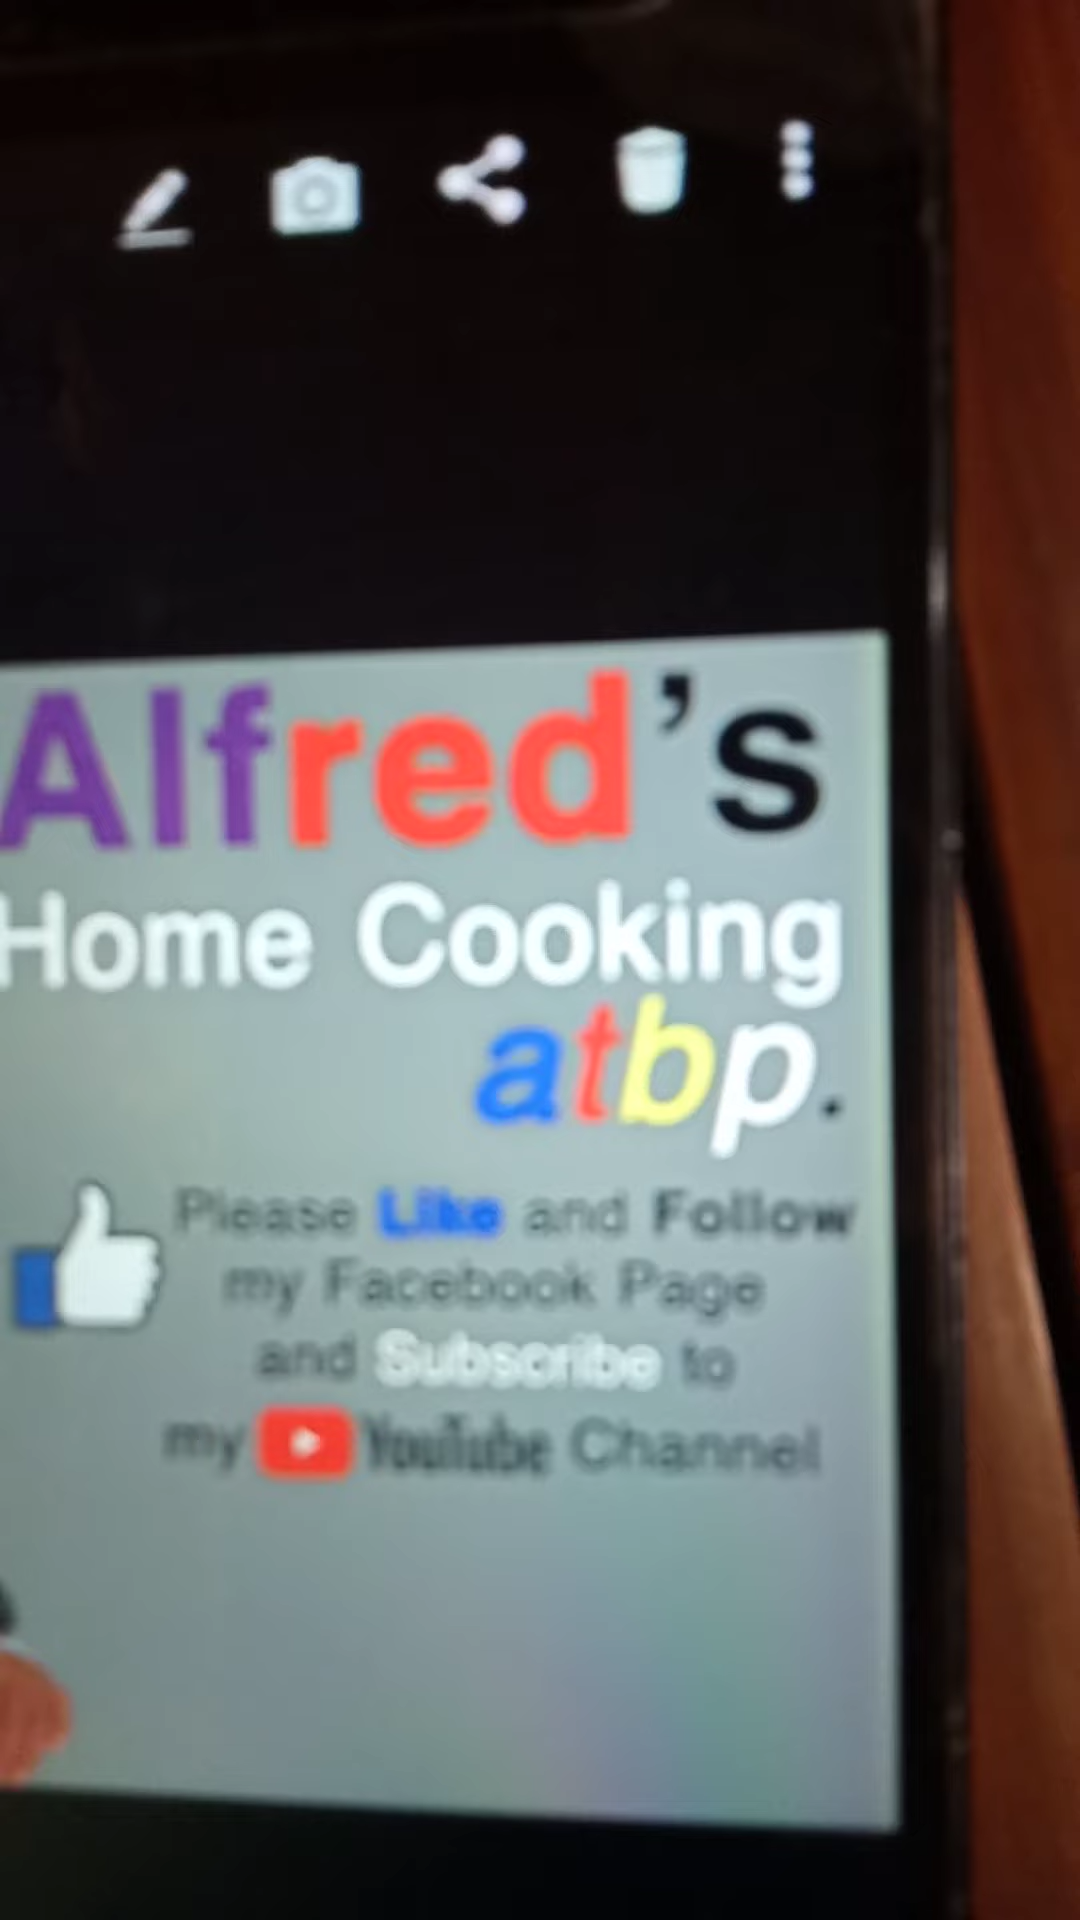 Alfred's
Home Cooking
atbp.
Please Like and Follow
my Facebook Page
and Subscribe to
my YouTube Channel